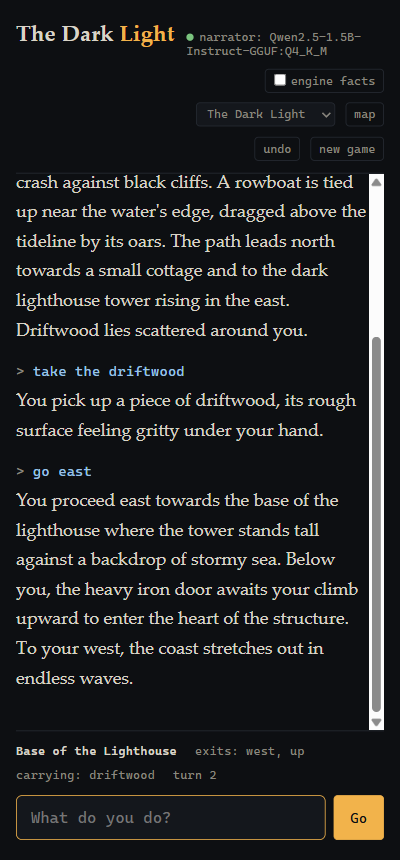 The Dark Light
narrator: Qwen2.5-1.5B-
Instruct-GGUF:Q4_K_M
engine facts
The Dark Light
map
undo
new game
crash against black cliffs. A rowboat is tied
up near the water's edge, dragged above the
tideline by its oars. The path leads north
towards a small cottage and to the dark
lighthouse tower rising in the east.
Driftwood lies scattered around you.
> take the driftwood
You pick up a piece of driftwood, its rough
surface feeling gritty under your hand.
> go east
You proceed east towards the base of the
lighthouse where the tower stands tall
against a backdrop of stormy sea. Below
you, the heavy iron door awaits your climb
upward to enter the heart of the structure.
To your west, the coast stretches out in
endless waves.
Base of the Lighthouse exits: west, up
carrying: driftwood turn 2
What do you do?
Go